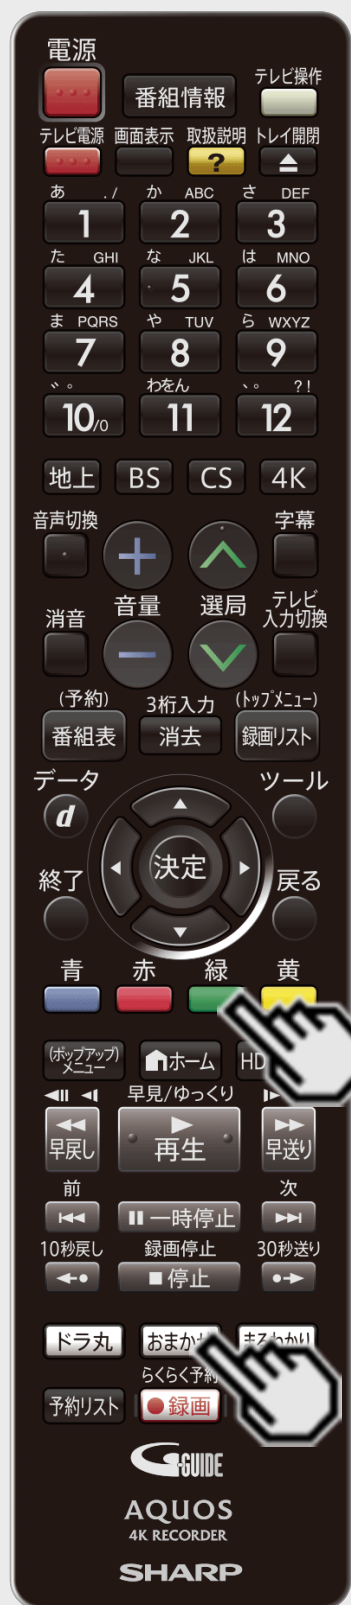 電源
番組情報
テレビ操作
テレビ電源 画面表示 取扱説明 トレイ開閉
?
あ ./ か ABC さ DEF
1 2 3
た GHI な JKL は MNO
4 5 6
ま PQRS や TUV ら WXYZ
7 8 9
゛゜ わをん 、。 ?!
10/0 11 12
地上 BS CS 4K
音声切換 字幕
消音 音量 選局 テレビ
入力切換
(予約) 3桁入力 (トップメニュー)
番組表 消去 録画リスト
データ ツール
d
決定
終了 戻る
青 赤 緑 黄
(ポップアップ)
メニュー
ホーム HD
早見/ゆっくり
早戻し 再生 早送り
前 次
一時停止
10秒戻し 録画停止 30秒送り
停止
ドラ丸 おまか まるわかり
らくらく予約
予約リスト 録画
G-GUIDE
AQUOS
4K RECORDER
SHARP